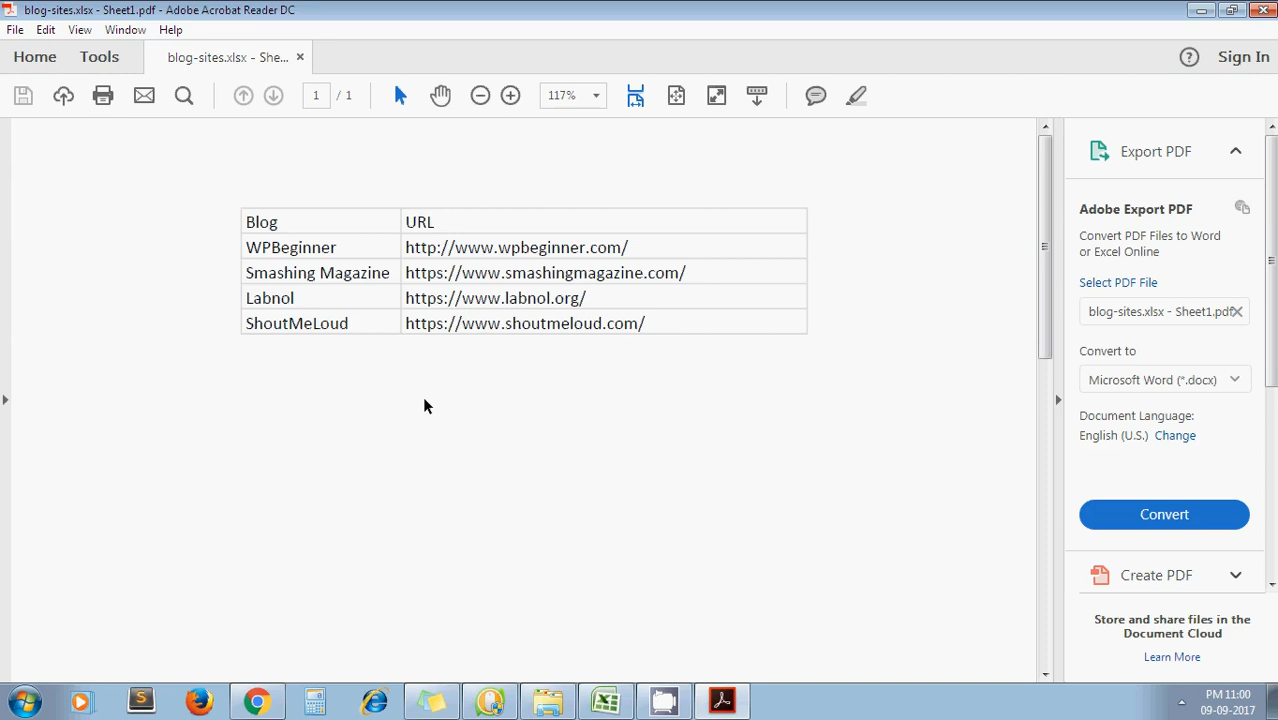 blog-sites.xlsx - Sheet1.pdf - Adobe Acrobat Reader DC
File Edit View Window Help
Home Tools blog-sites.xlsx - She... × Sign In
1 / 1 117%
Export PDF
Adobe Export PDF
Convert PDF Files to Word
or Excel Online
Select PDF File
blog-sites.xlsx - Sheet1.pdf
Convert to
Microsoft Word (*.docx)
Document Language:
English (U.S.) Change
Convert
Create PDF
Store and share files in the
Document Cloud
Learn More
Blog URL
WPBeginner http://www.wpbeginner.com/
Smashing Magazine https://www.smashingmagazine.com/
Labnol https://www.labnol.org/
ShoutMeLoud https://www.shoutmeloud.com/
PM 11:00
09-09-2017